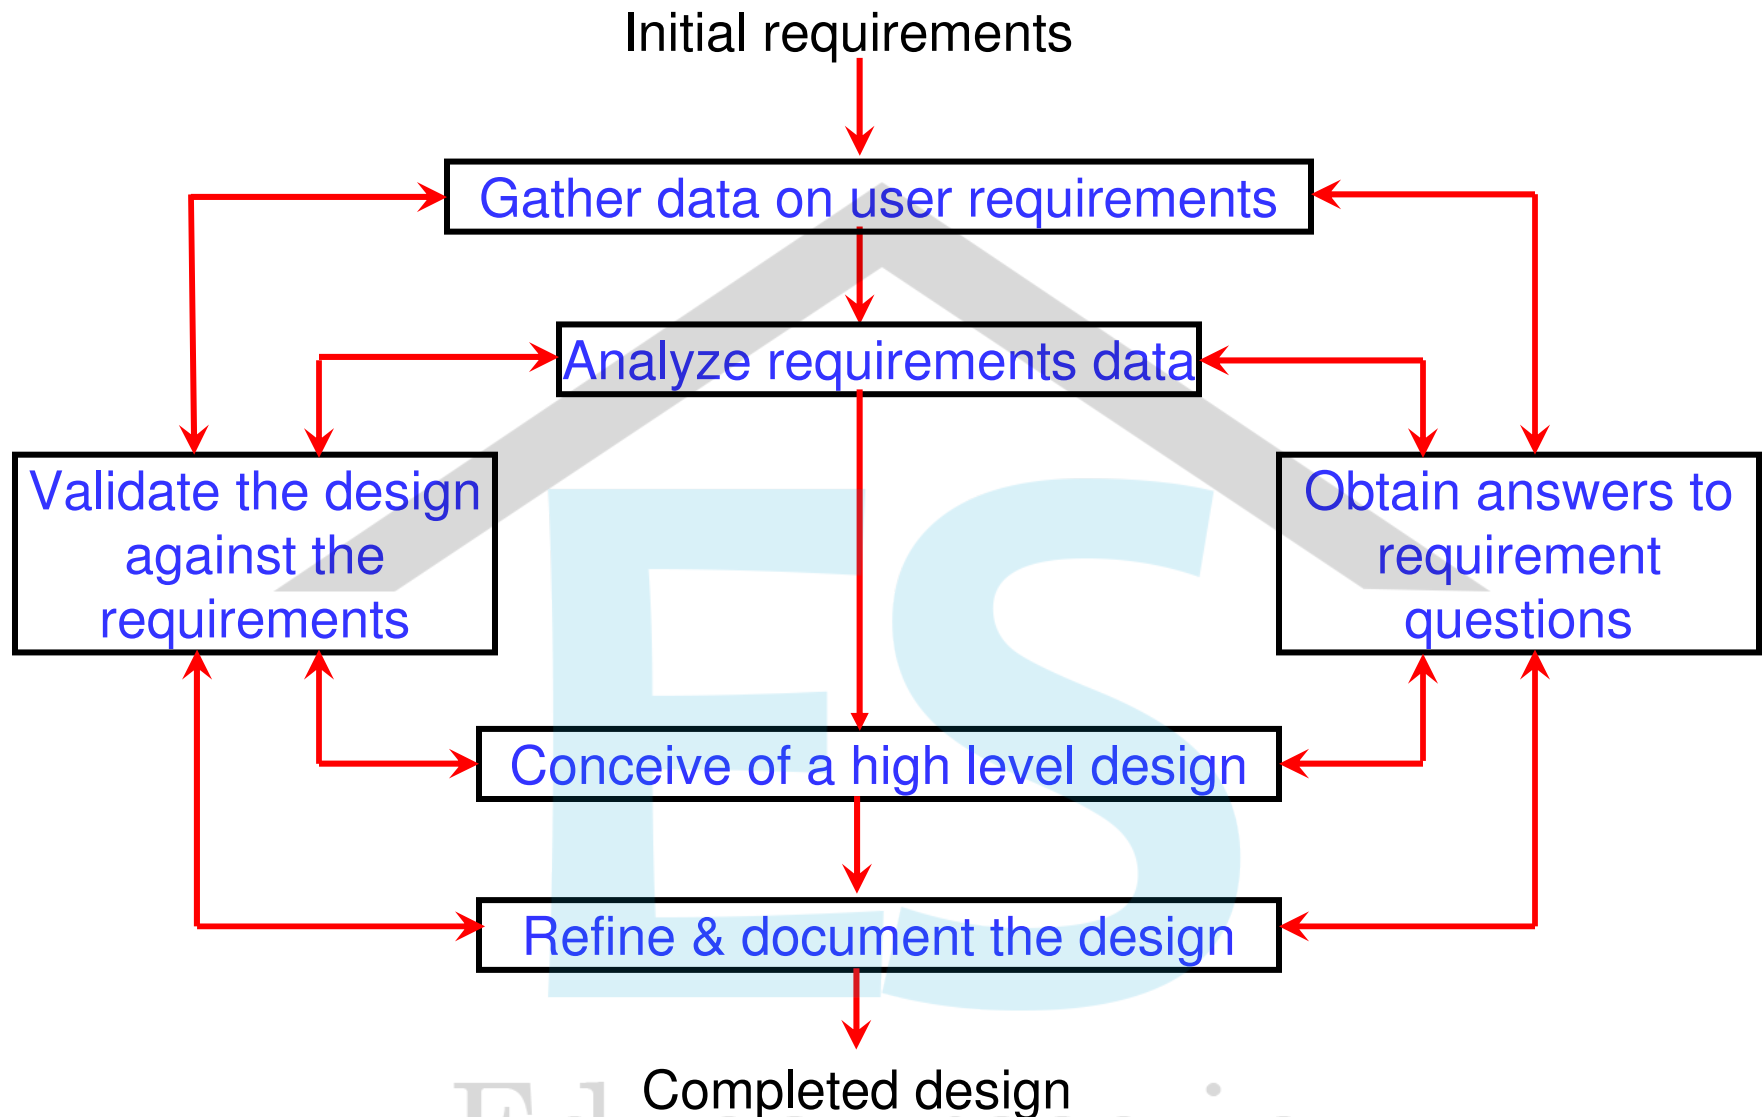 Initial requirements
Gather data on user requirements
Analyze requirements data
Validate the design
against the
requirements
Obtain answers to
requirement
questions
Conceive of a high level design
Refine & document the design
Completed design
ES